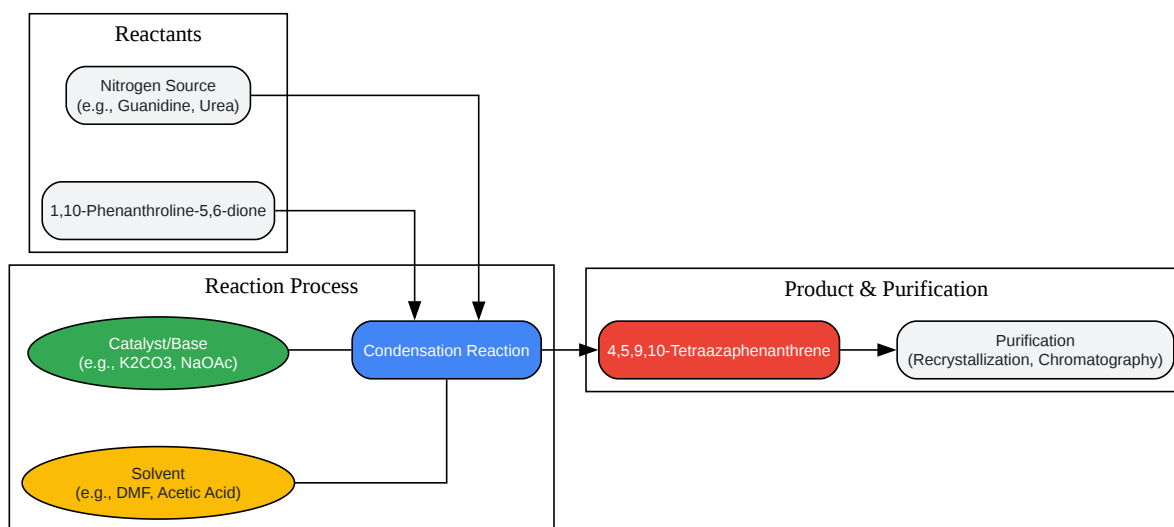 Reactants
Nitrogen Source
(e.g., Guanidine, Urea)
1,10-Phenanthroline-5,6-dione
Reaction Process
Catalyst/Base
(e.g., K2CO3, NaOAc)
Condensation Reaction
Solvent
(e.g., DMF, Acetic Acid)
Product & Purification
4,5,9,10-Tetraazaphenanthrene
Purification
(Recrystallization, Chromatography)